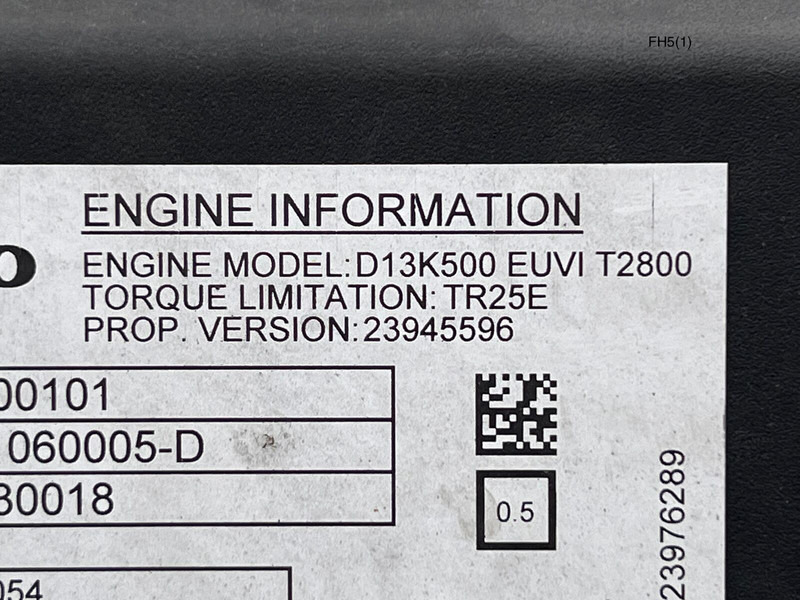 FH5(1)
ENGINE INFORMATION
ENGINE MODEL:D13K500 EUVI T2800
TORQUE LIMITATION: TR25E
PROP. VERSION:23945596
00101
060005-D
30018
0.5
23976289
054